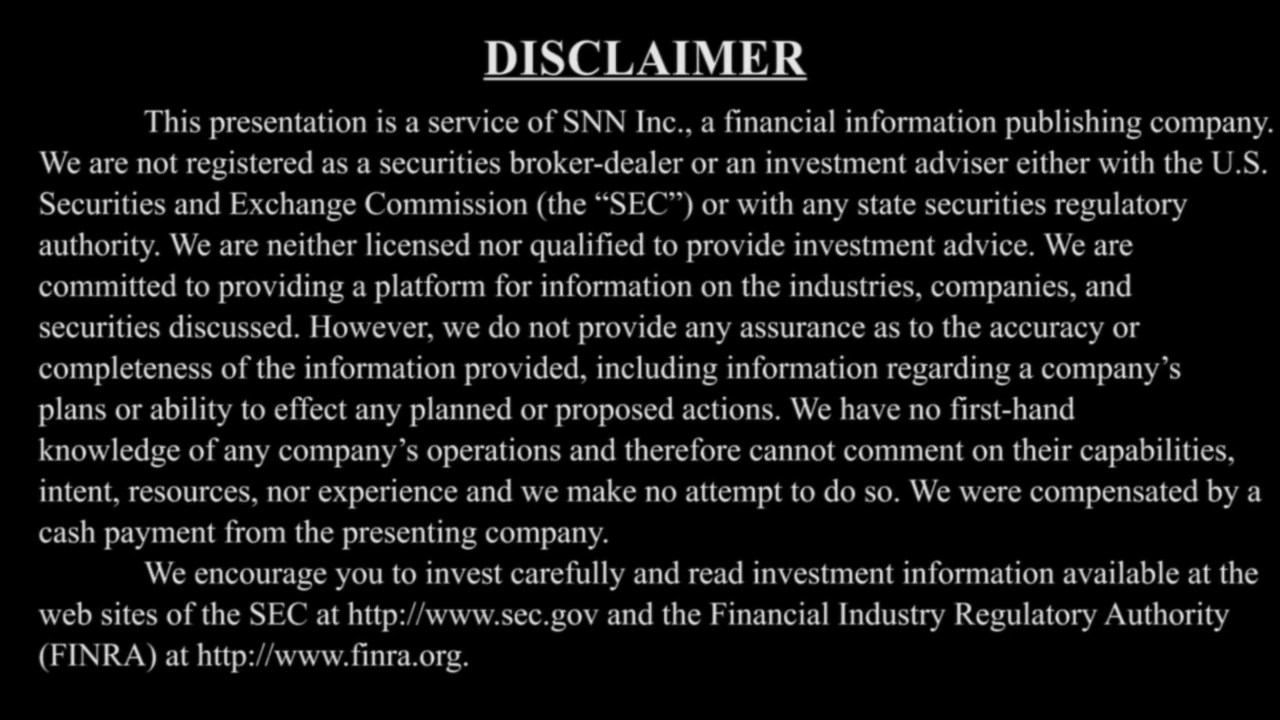 DISCLAIMER
This presentation is a service of SNN Inc., a financial information publishing company.
We are not registered as a securities broker-dealer or an investment adviser either with the U.S.
Securities and Exchange Commission (the “SEC”) or with any state securities regulatory
authority. We are neither licensed nor qualified to provide investment advice. We are
committed to providing a platform for information on the industries, companies, and
securities discussed. However, we do not provide any assurance as to the accuracy or
completeness of the information provided, including information regarding a company’s
plans or ability to effect any planned or proposed actions. We have no first-hand
knowledge of any company’s operations and therefore cannot comment on their capabilities,
intent, resources, nor experience and we make no attempt to do so. We were compensated by a
cash payment from the presenting company.
We encourage you to invest carefully and read investment information available at the
web sites of the SEC at http://www.sec.gov and the Financial Industry Regulatory Authority
(FINRA) at http://www.finra.org.